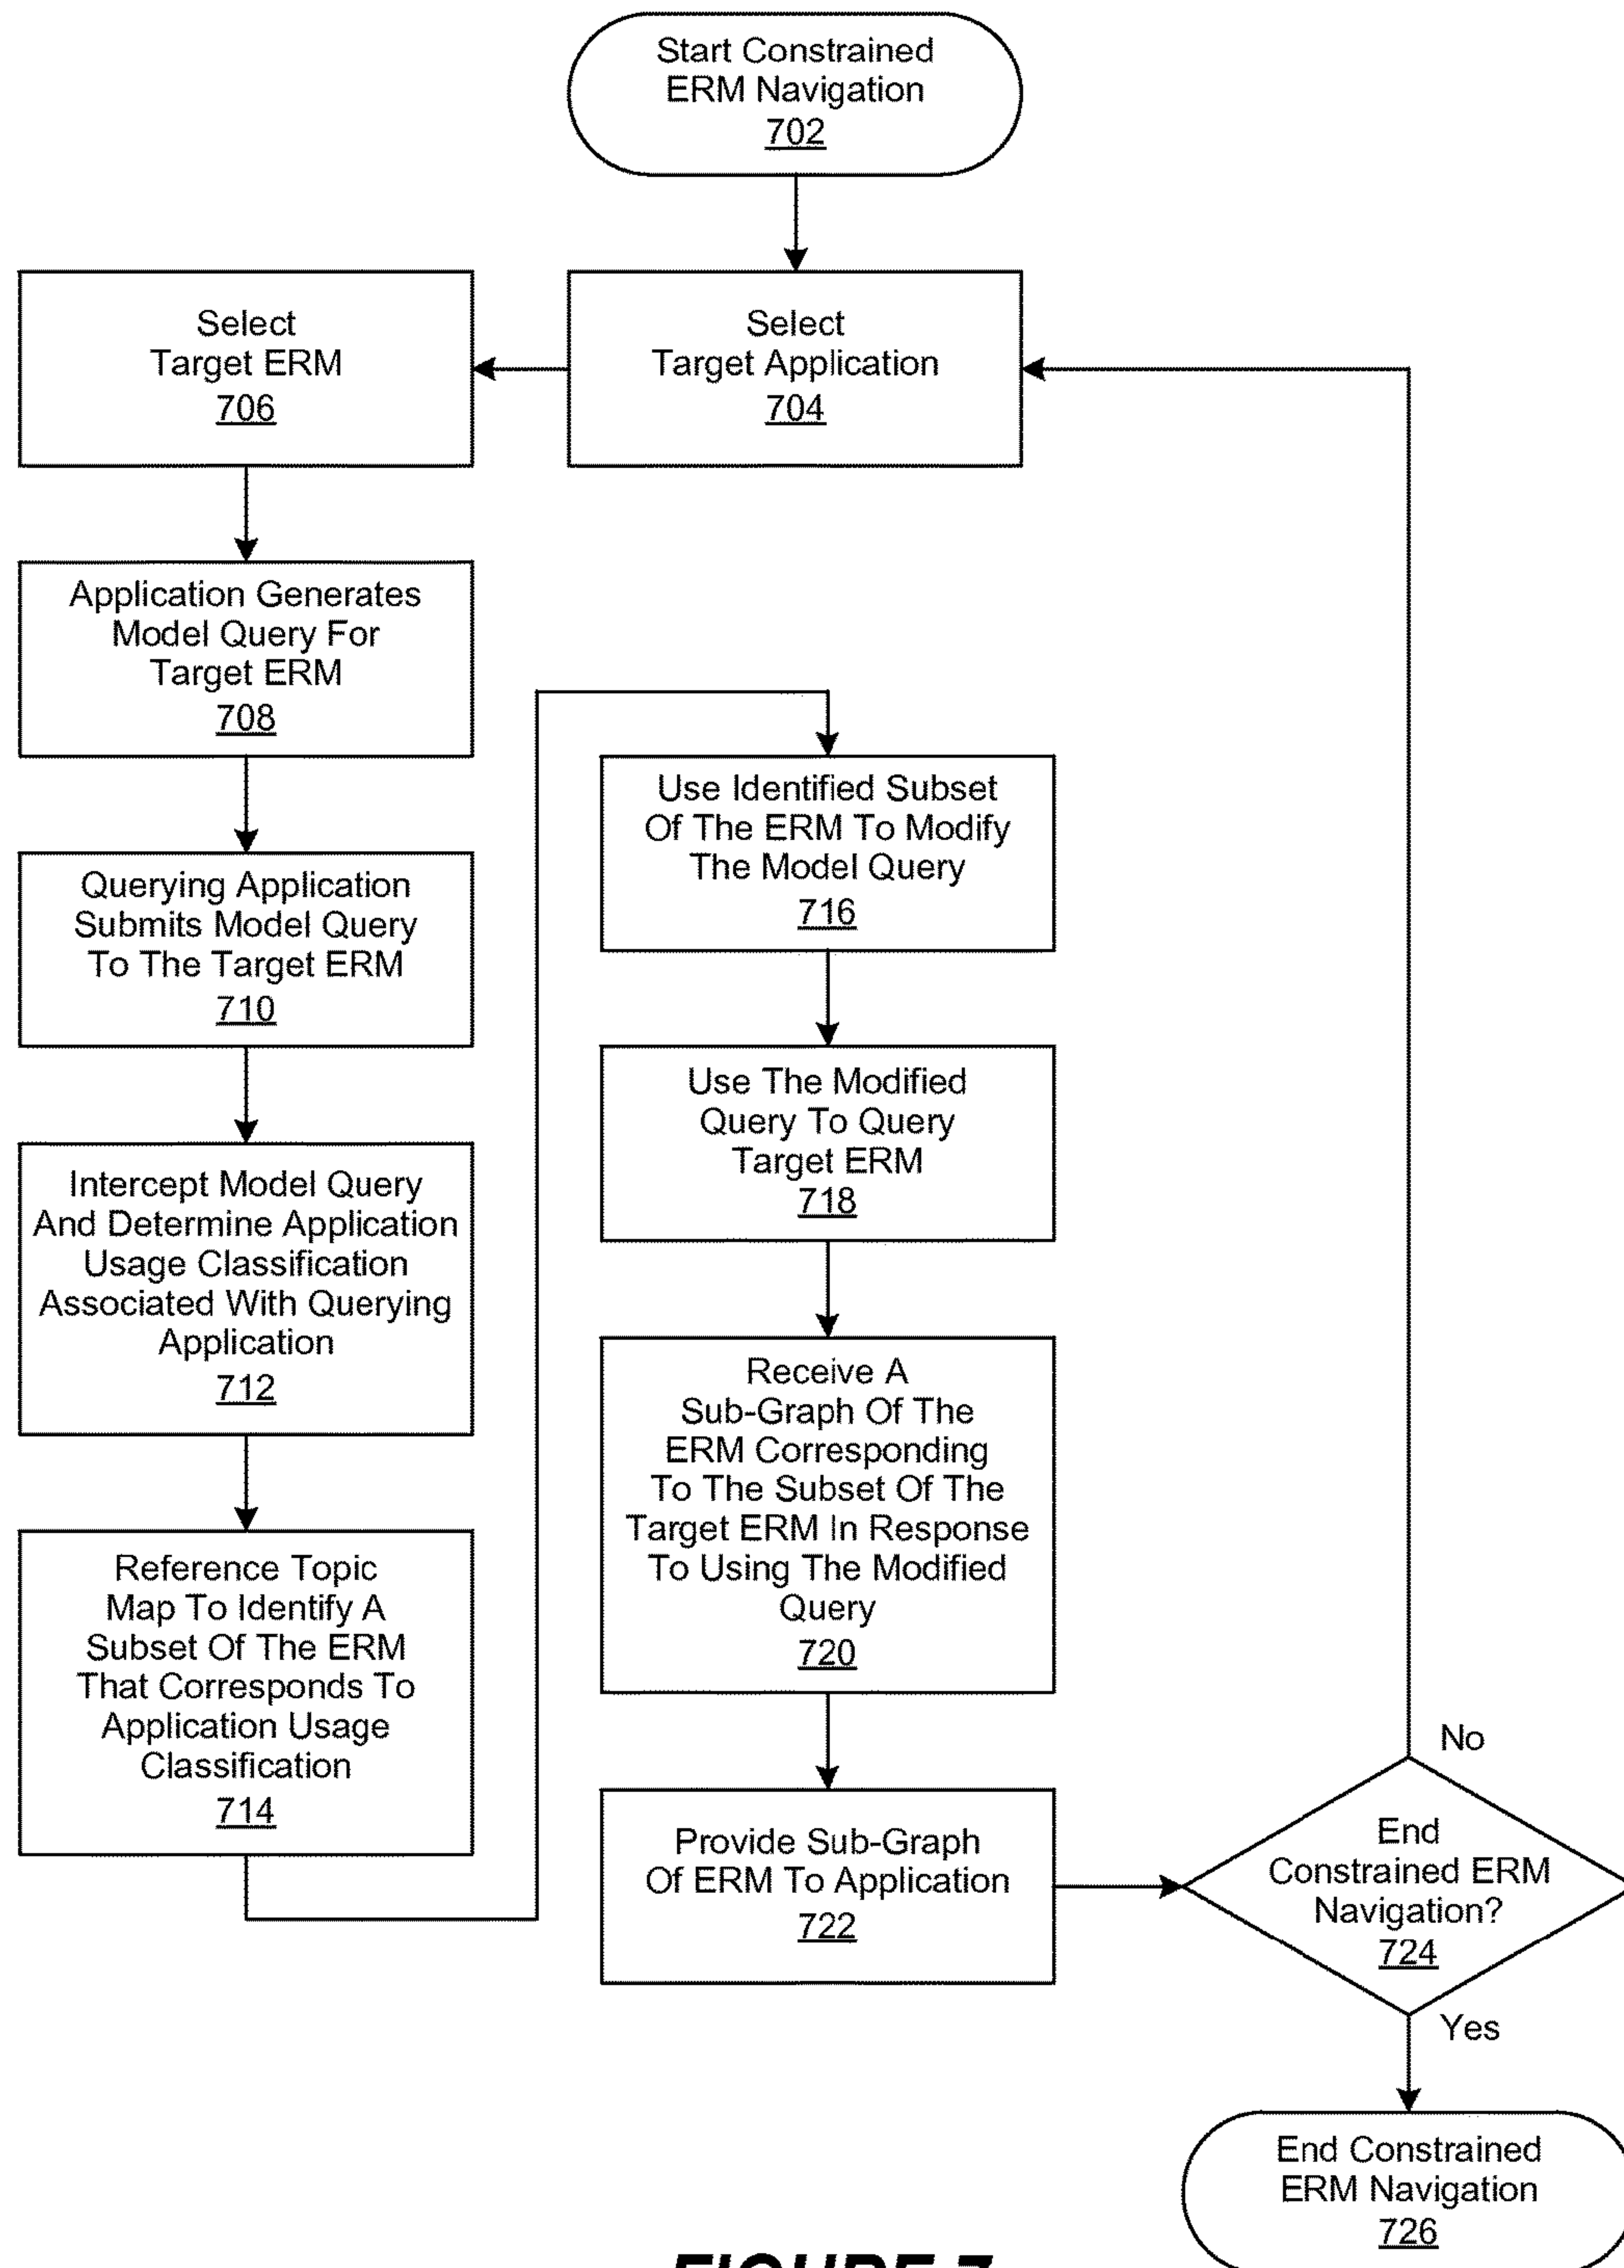 Start Constrained
ERM Navigation
702
Select
Target Application
704
Select
Target ERM
706
Application Generates
Model Query For
Target ERM
708
Querying Application
Submits Model Query
To The Target ERM
710
Intercept Model Query
And Determine Application
Usage Classification
Associated With Querying
Application
712
Reference Topic
Map To Identify A
Subset Of The ERM
That Corresponds To
Application Usage
Classification
714
Use Identified Subset
Of The ERM To Modify
The Model Query
716
Use The Modified
Query To Query
Target ERM
718
Receive A
Sub-Graph Of The
ERM Corresponding
To The Subset Of The
Target ERM In Response
To Using The Modified
Query
720
Provide Sub-Graph
Of ERM To Application
722
No
End
Constrained ERM
Navigation?
724
Yes
End Constrained
ERM Navigation
726
FIGURE 7